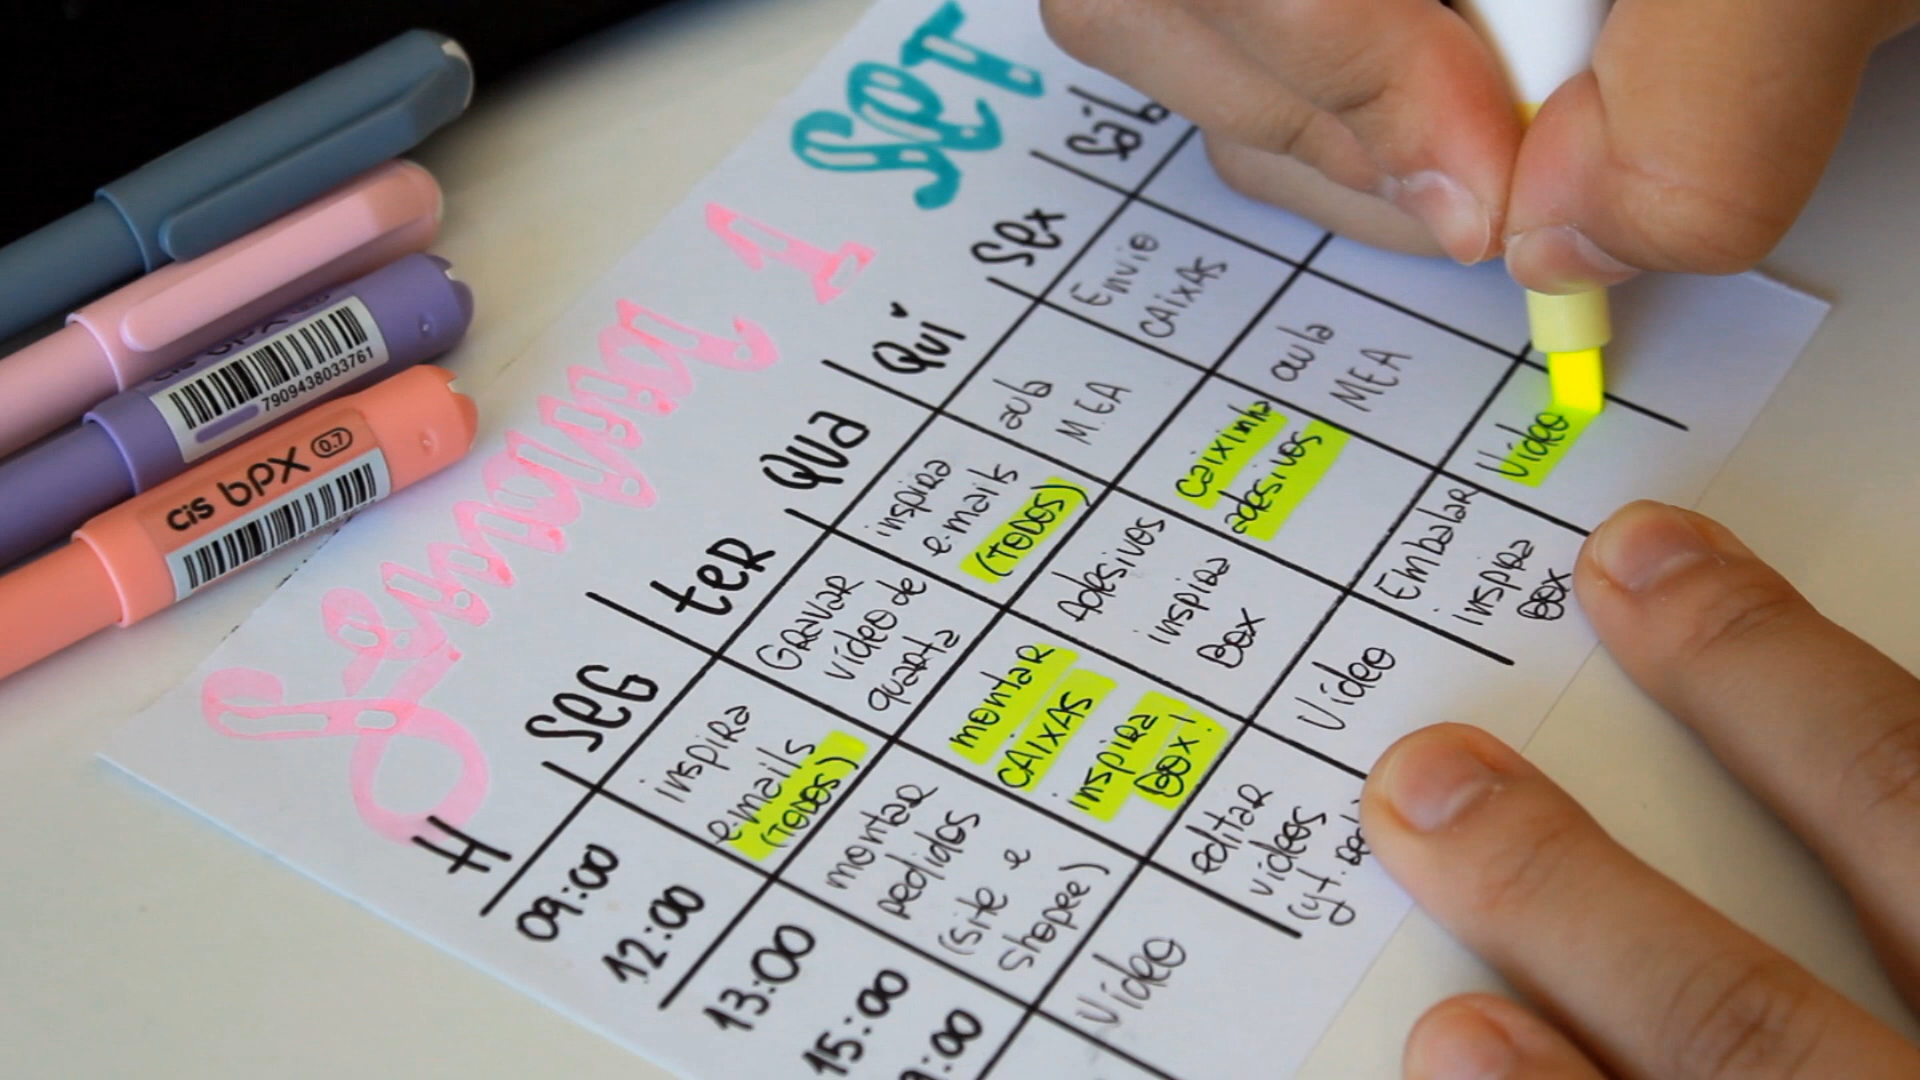 Semana 1 Set
H
SEG
TER
QUA
QUI
SEX
Sáb
09:00
12:00
inspira
e-mails
(TODOS)
GRAVAR
vídeo de
quarta
inspira
e-mails
(TODOS)
aula
M.E.A
Envio
CAIXAS
13:00
15:00
montar
pedidos
(site e
shopee)
montar
CAIXAS
inspira
BOX!
Adesivos
inspira
BOX
caixinha
adesivos
aula
MEA
:00
Vídeo
editar
vídeos
(yt.
Vídeo
Embalar
inspira
BOX
Vídeo
7909438033761
cis bPX 0.7